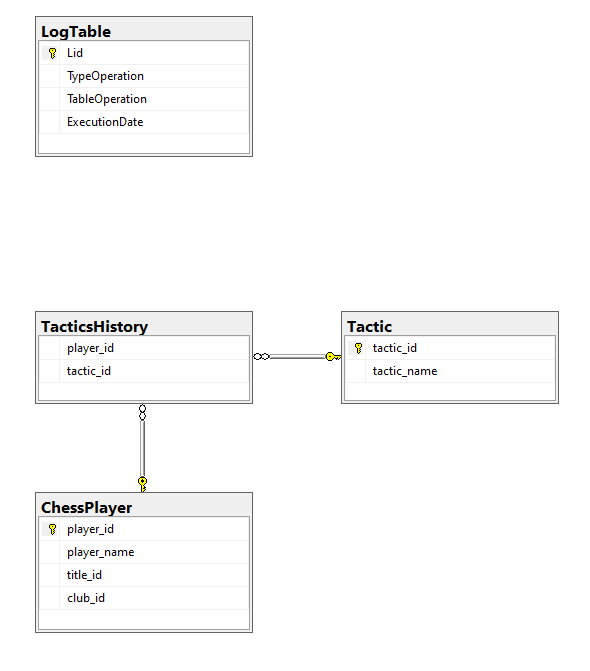 LogTable
Lid
TypeOperation
TableOperation
ExecutionDate
TacticsHistory
player_id
tactic_id
Tactic
tactic_id
tactic_name
ChessPlayer
player_id
player_name
title_id
club_id